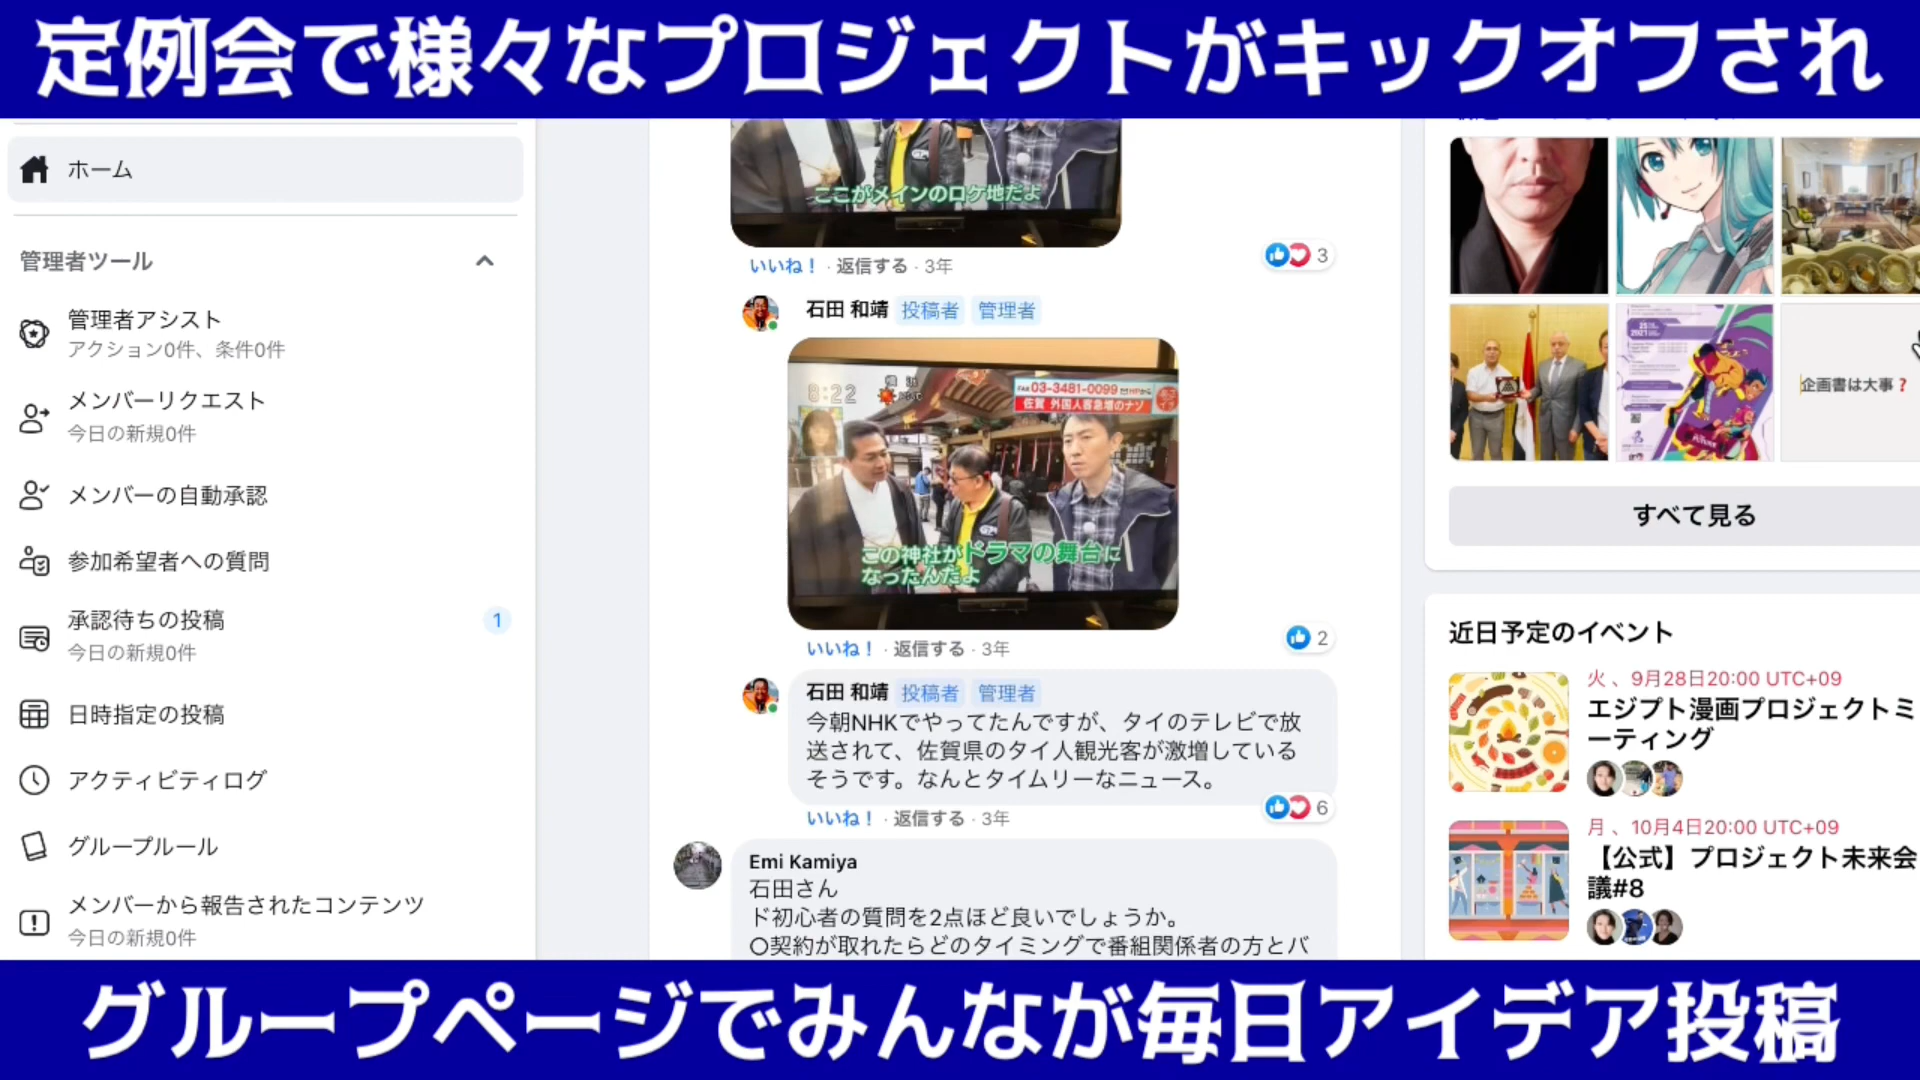 定例会で様々なプロジェクトがキックオフされ
ホーム
管理者ツール
管理者アシスト
アクション0件、条件0件
メンバーリクエスト
今日の新規0件
メンバーの自動承認
参加希望者への質問
承認待ちの投稿
1
今日の新規0件
日時指定の投稿
アクティビティログ
グループルール
メンバーから報告されたコンテンツ
今日の新規0件
ここがメインのロケ地だよ
いいね！ · 返信する · 3年
3
石田 和靖 投稿者 管理者
8:22
03-3481-0099
佐賀 外国人客急増のナゾ
この神社がドラマの舞台に
なったんだよ
いいね！ · 返信する · 3年
2
石田 和靖 投稿者 管理者
今朝NHKでやってたんですが、タイのテレビで放
送されて、佐賀県のタイ人観光客が激増している
そうです。なんとタイムリーなニュース。
いいね！ · 返信する · 3年
6
Emi Kamiya
石田さん
ド初心者の質問を2点ほど良いでしょうか。
〇契約が取れたらどのタイミングで番組関係者の方とバ
企画書は大事❓
すべて見る
近日予定のイベント
火 、9月28日20:00 UTC+09
エジプト漫画プロジェクトミ
ーティング
月 、10月4日20:00 UTC+09
【公式】プロジェクト未来会
議#8
グループページでみんなが毎日アイデア投稿